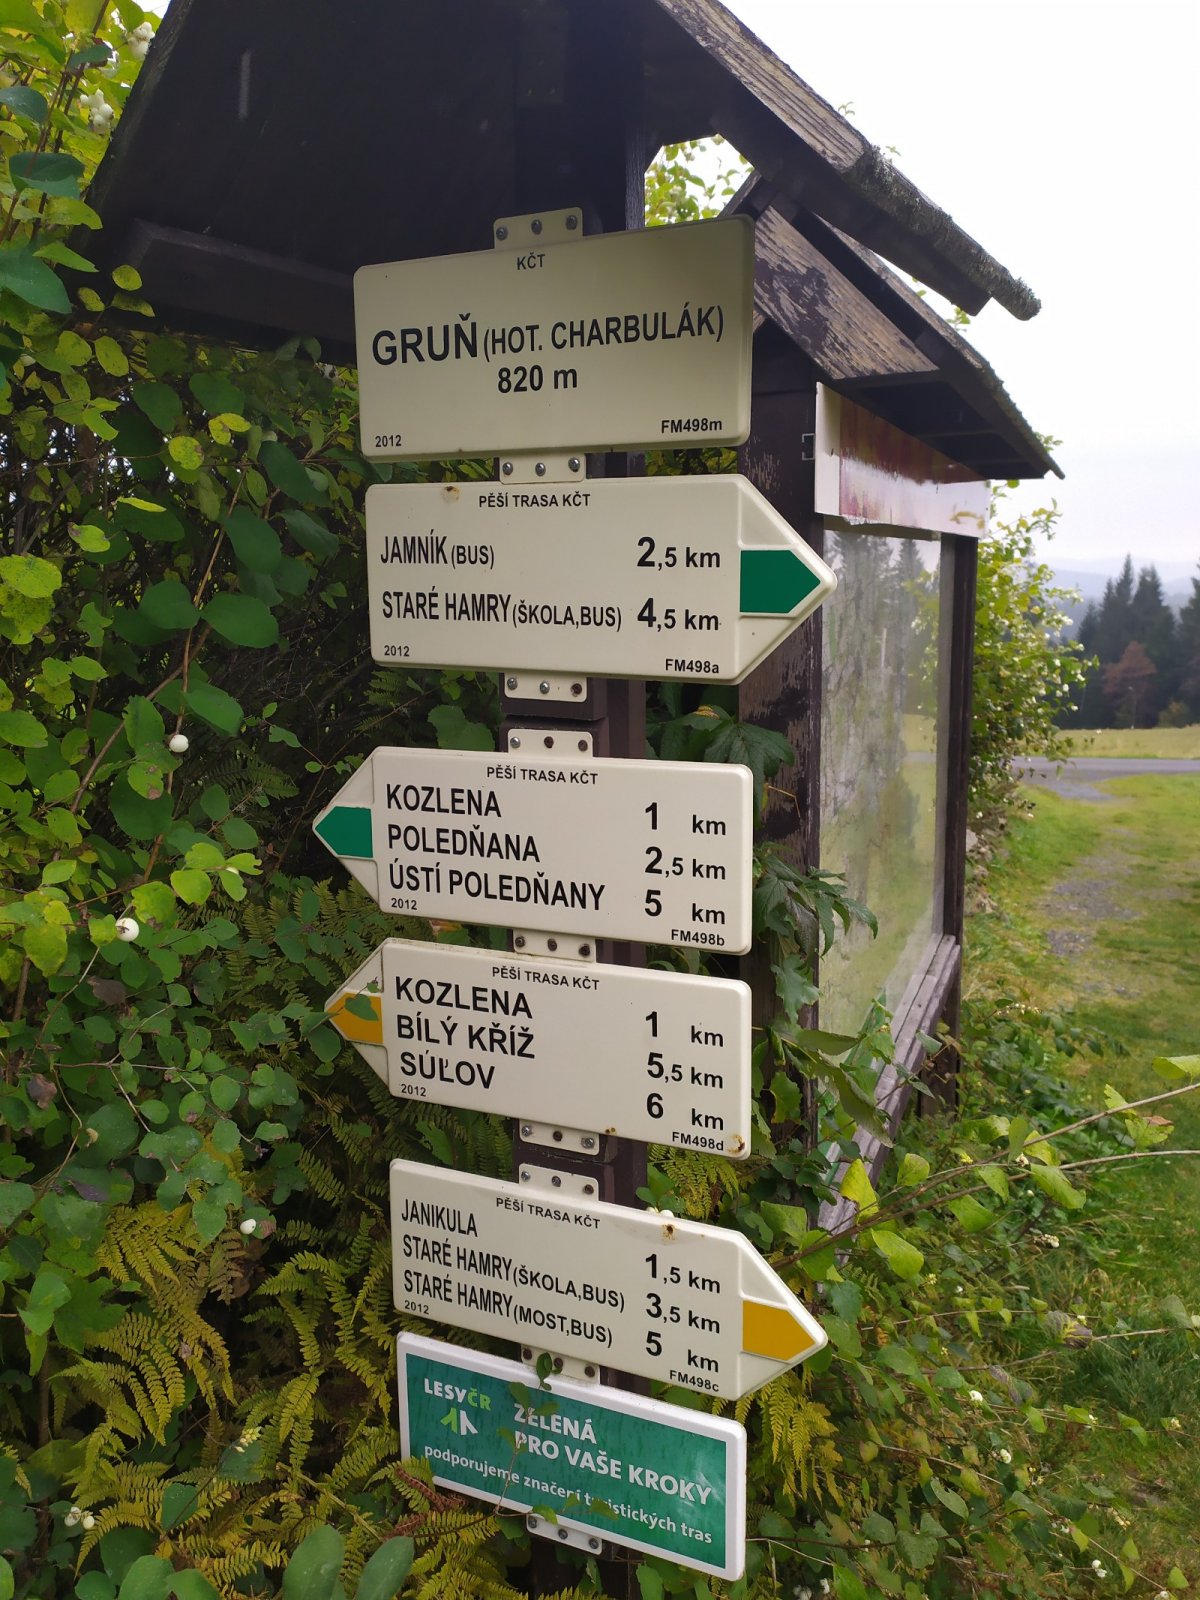 KČT
GRUŇ (HOT. CHARBULÁK)
820 m
2012 FM498m
PĚŠÍ TRASA KČT
JAMNÍK (BUS) 2,5 km
STARÉ HAMRY (ŠKOLA,BUS) 4,5 km
2012 FM498a
PĚŠÍ TRASA KČT
KOZLENA 1 km
POLEDŇANA 2,5 km
ÚSTÍ POLEDŇANY 5 km
2012 FM498b
PĚŠÍ TRASA KČT
KOZLENA 1 km
BÍLÝ KŘÍŽ 5,5 km
SÚĽOV 6 km
2012 FM498d
PĚŠÍ TRASA KČT
JANIKULA 1,5 km
STARÉ HAMRY (ŠKOLA,BUS) 3,5 km
STARÉ HAMRY (MOST,BUS) 5 km
2012 FM498c
LESYČR ZELENÁ
PRO VAŠE KROKY
podporujeme značení turistických tras